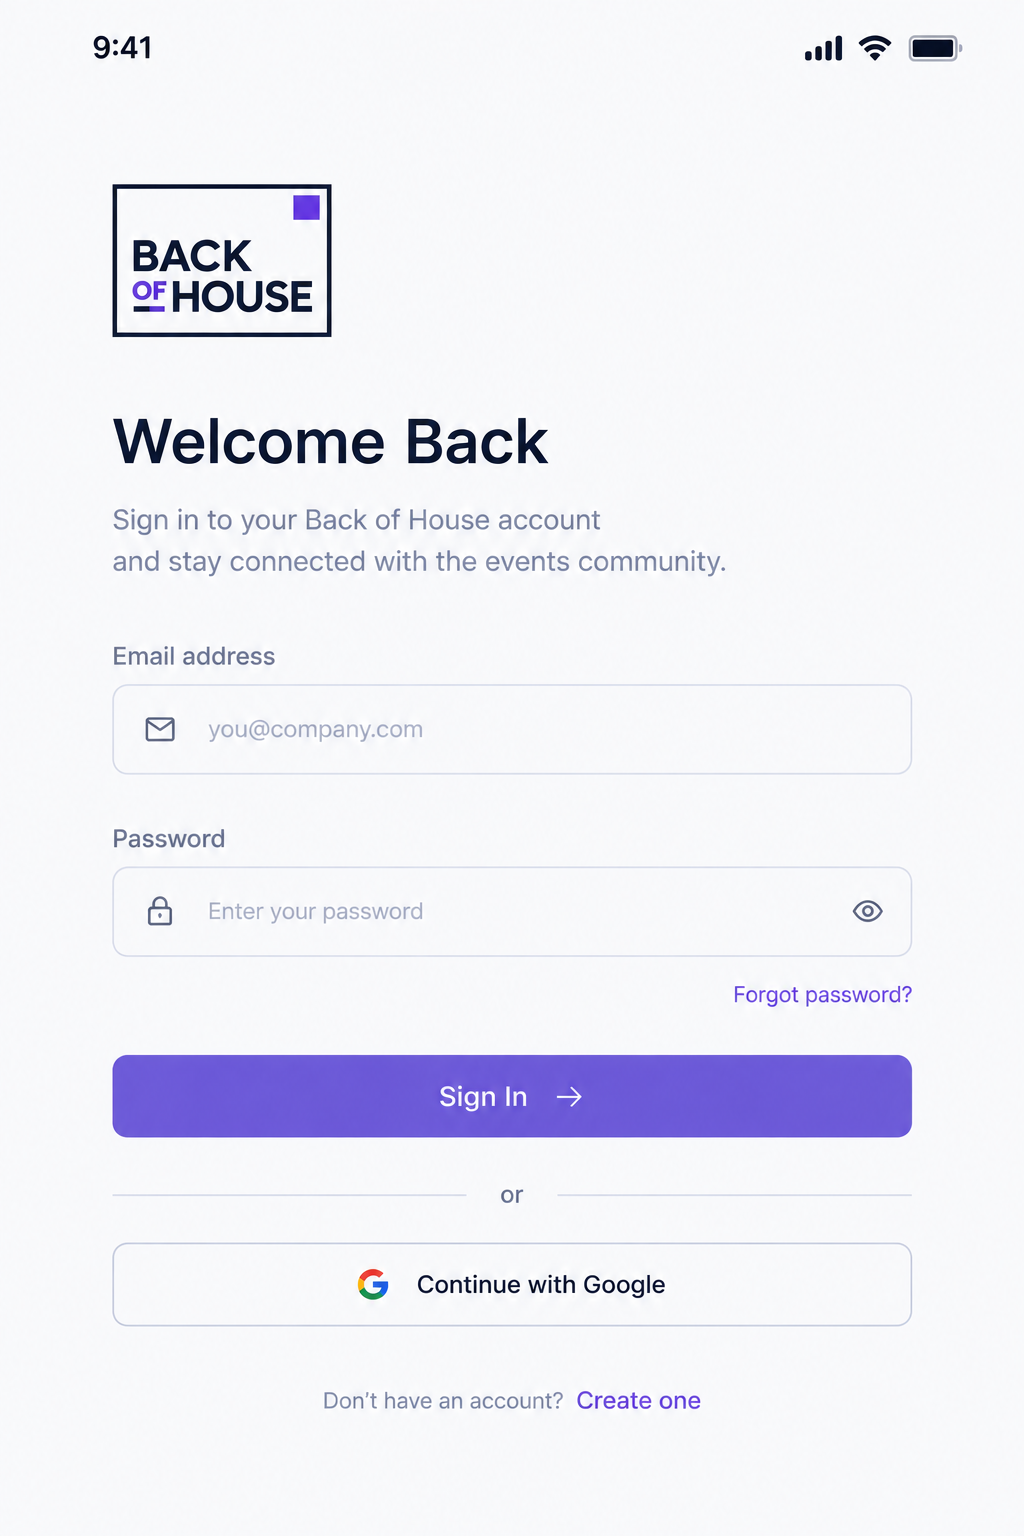 9:41
BACK
OF HOUSE
Welcome Back
Sign in to your Back of House account
and stay connected with the events community.
Email address
you@company.com
Password
Enter your password
Forgot password?
Sign In →
or
Continue with Google
Don't have an account? Create one